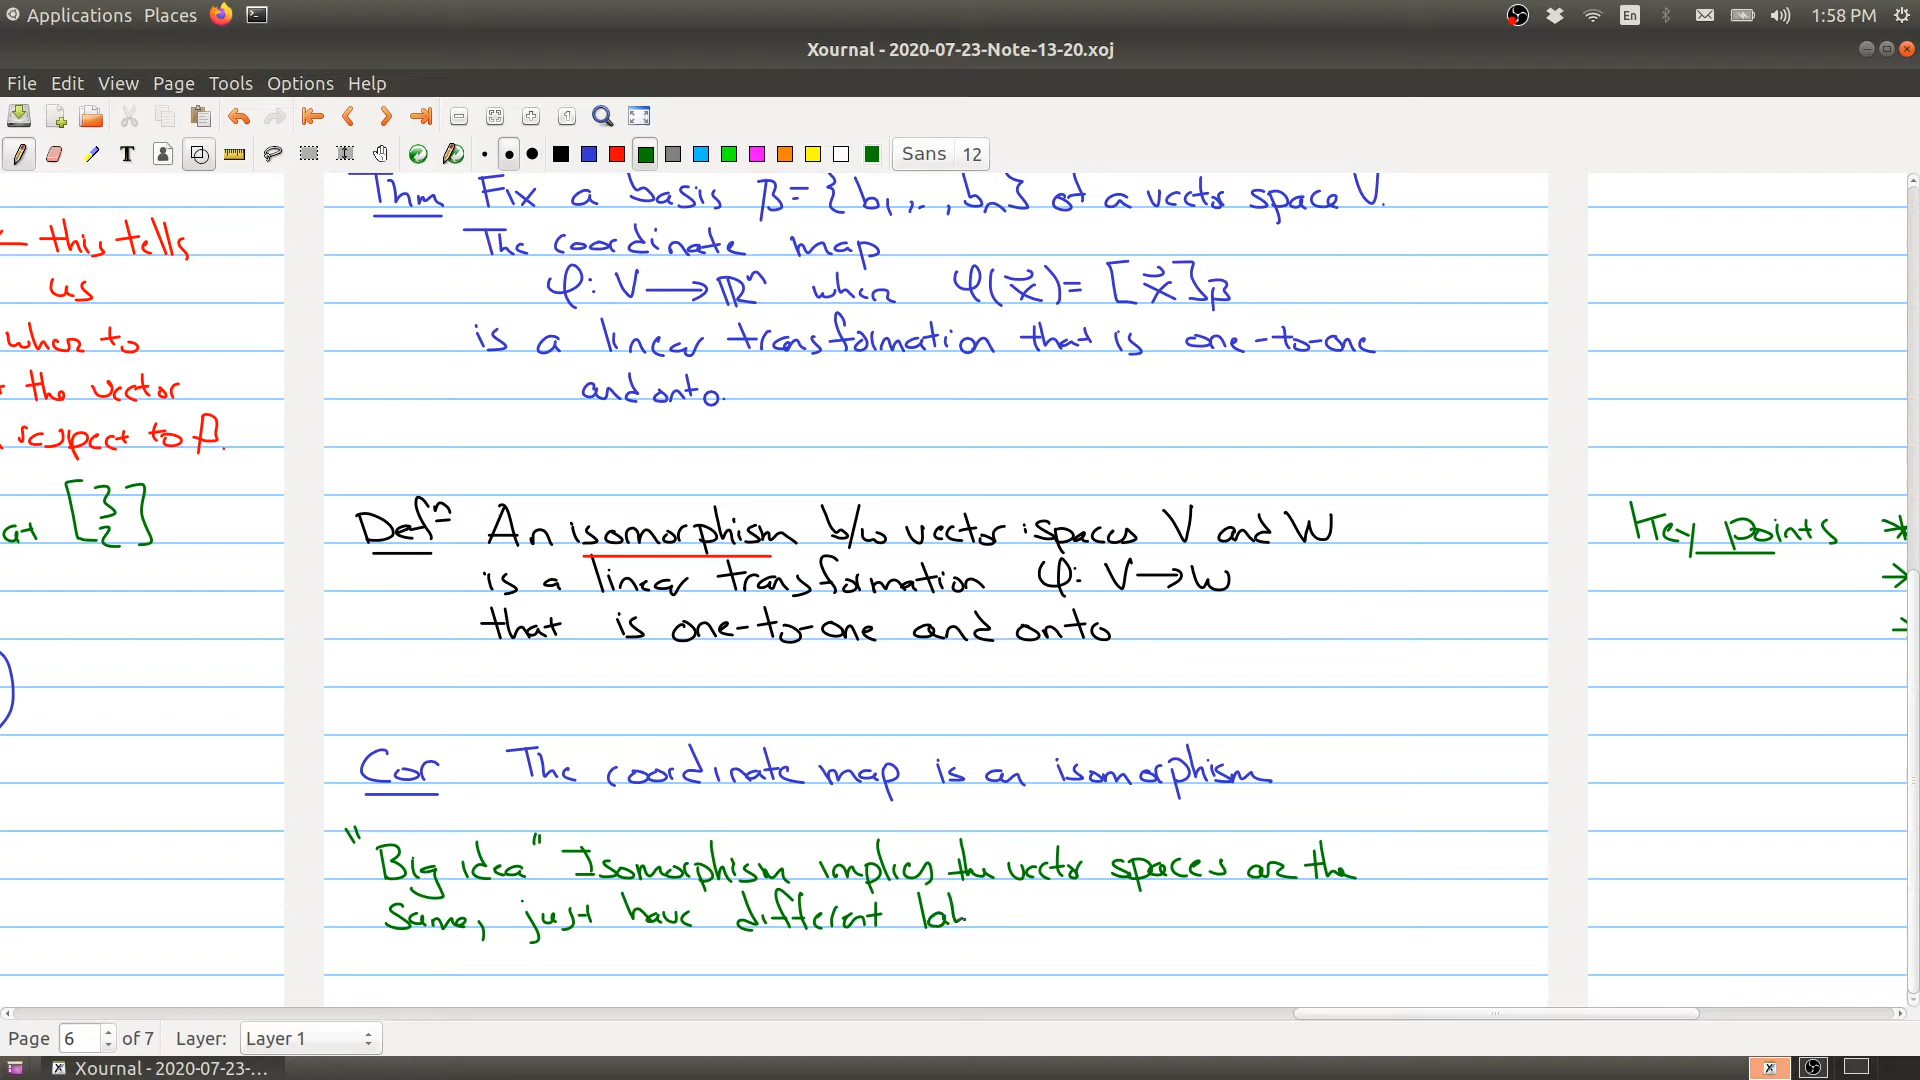 Applications Places En 1:58 PM
Xournal - 2020-07-23-Note-13-20.xoj
File Edit View Page Tools Options Help
Sans 12
this tells
us
where to
the vector
respect to β.
at [3 2]
Thm Fix a basis β = {b1,..,bn} of a vector space V.
The coordinate map
φ: V → ℝⁿ where φ(x⃗) = [x⃗]β
is a linear transformation that is one-to-one
and onto.
Defⁿ An isomorphism b/w vector spaces V and W
is a linear transformation φ: V → W
that is one-to-one and onto
Cor The coordinate map is an isomorphism
"Big idea" Isomorphism implies the vector spaces are the
same, just have different lab
Key points *
→
→
Page 6 of 7 Layer: Layer 1
Xournal - 2020-07-23-...